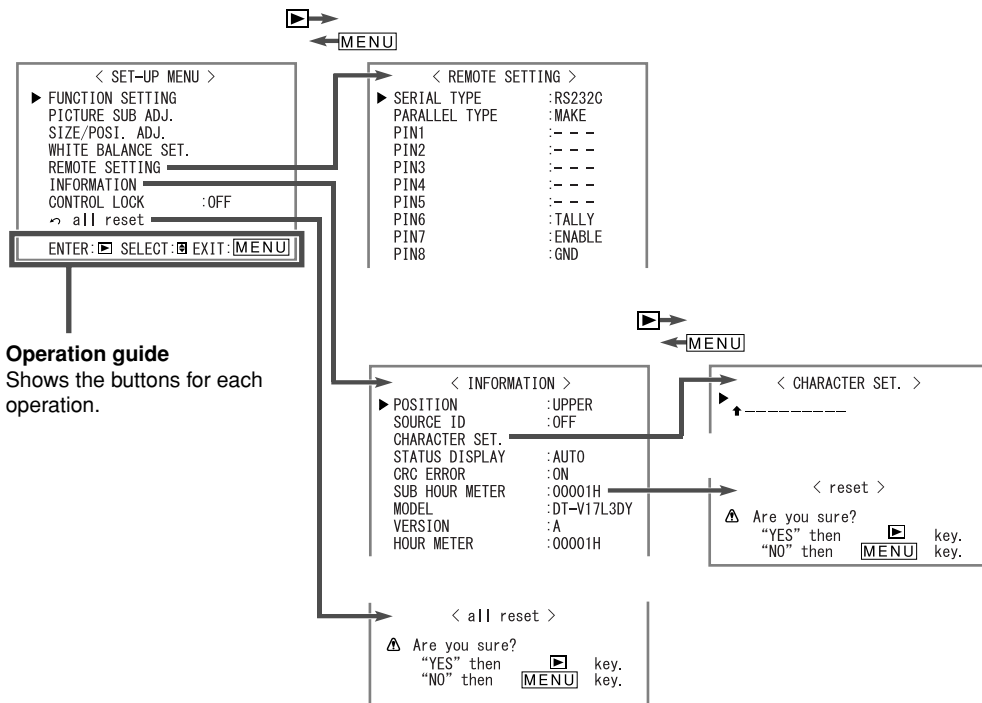 MENU
< SET-UP MENU >
FUNCTION SETTING
PICTURE SUB ADJ.
SIZE/POSI. ADJ.
WHITE BALANCE SET.
REMOTE SETTING
INFORMATION
CONTROL LOCK :OFF
all reset
ENTER: SELECT: EXIT: MENU
Operation guide
Shows the buttons for each
operation.
< REMOTE SETTING >
SERIAL TYPE :RS232C
PARALLEL TYPE :MAKE
PIN1 :- - -
PIN2 :- - -
PIN3 :- - -
PIN4 :- - -
PIN5 :- - -
PIN6 :TALLY
PIN7 :ENABLE
PIN8 :GND
MENU
< INFORMATION >
POSITION :UPPER
SOURCE ID :OFF
CHARACTER SET.
STATUS DISPLAY :AUTO
CRC ERROR :ON
SUB HOUR METER :00001H
MODEL :DT-V17L3DY
VERSION :A
HOUR METER :00001H
< CHARACTER SET. >
_ _ _ _ _ _ _ _ _
< reset >
Are you sure?
“YES” then key.
“NO” then MENU key.
< all reset >
Are you sure?
“YES” then key.
“NO” then MENU key.